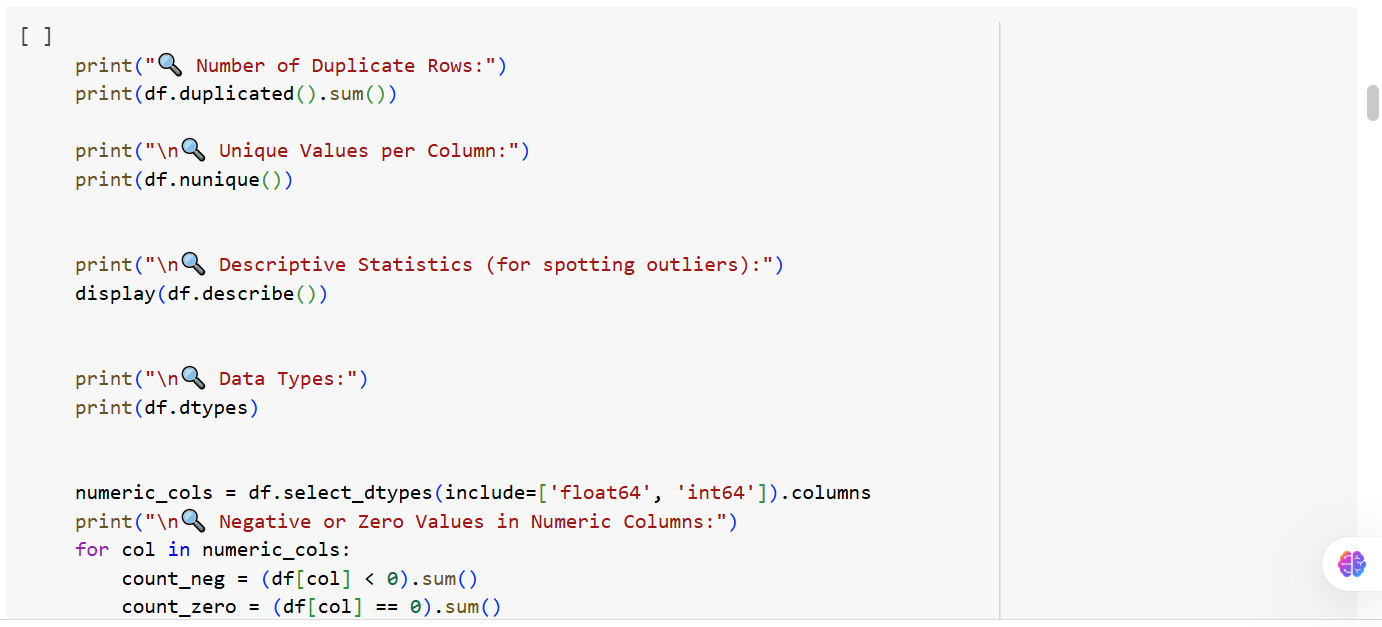 [ ]
print("🔍 Number of Duplicate Rows:")
print(df.duplicated().sum())
print("\n🔍 Unique Values per Column:")
print(df.nunique())
print("\n🔍 Descriptive Statistics (for spotting outliers):")
display(df.describe())
print("\n🔍 Data Types:")
print(df.dtypes)
numeric_cols = df.select_dtypes(include=['float64', 'int64']).columns
print("\n🔍 Negative or Zero Values in Numeric Columns:")
for col in numeric_cols:
    count_neg = (df[col] < 0).sum()
    count_zero = (df[col] == 0).sum()